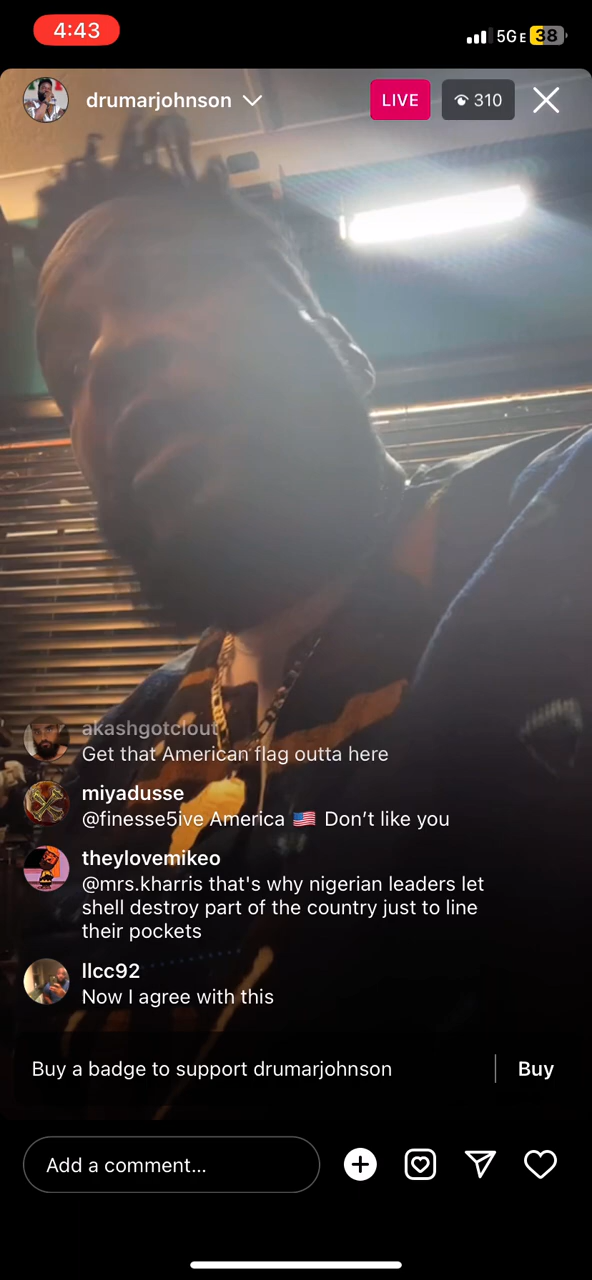 4:43
5GE 38
drumarjohnson
LIVE
310
akashgotclout
Get that American flag outta here
miyadusse
@finesse5ive America 🇺🇸 Don't like you
theylovemikeo
@mrs.kharris that's why nigerian leaders let
shell destroy part of the country just to line
their pockets
llcc92
Now I agree with this
Buy a badge to support drumarjohnson
Buy
Add a comment...